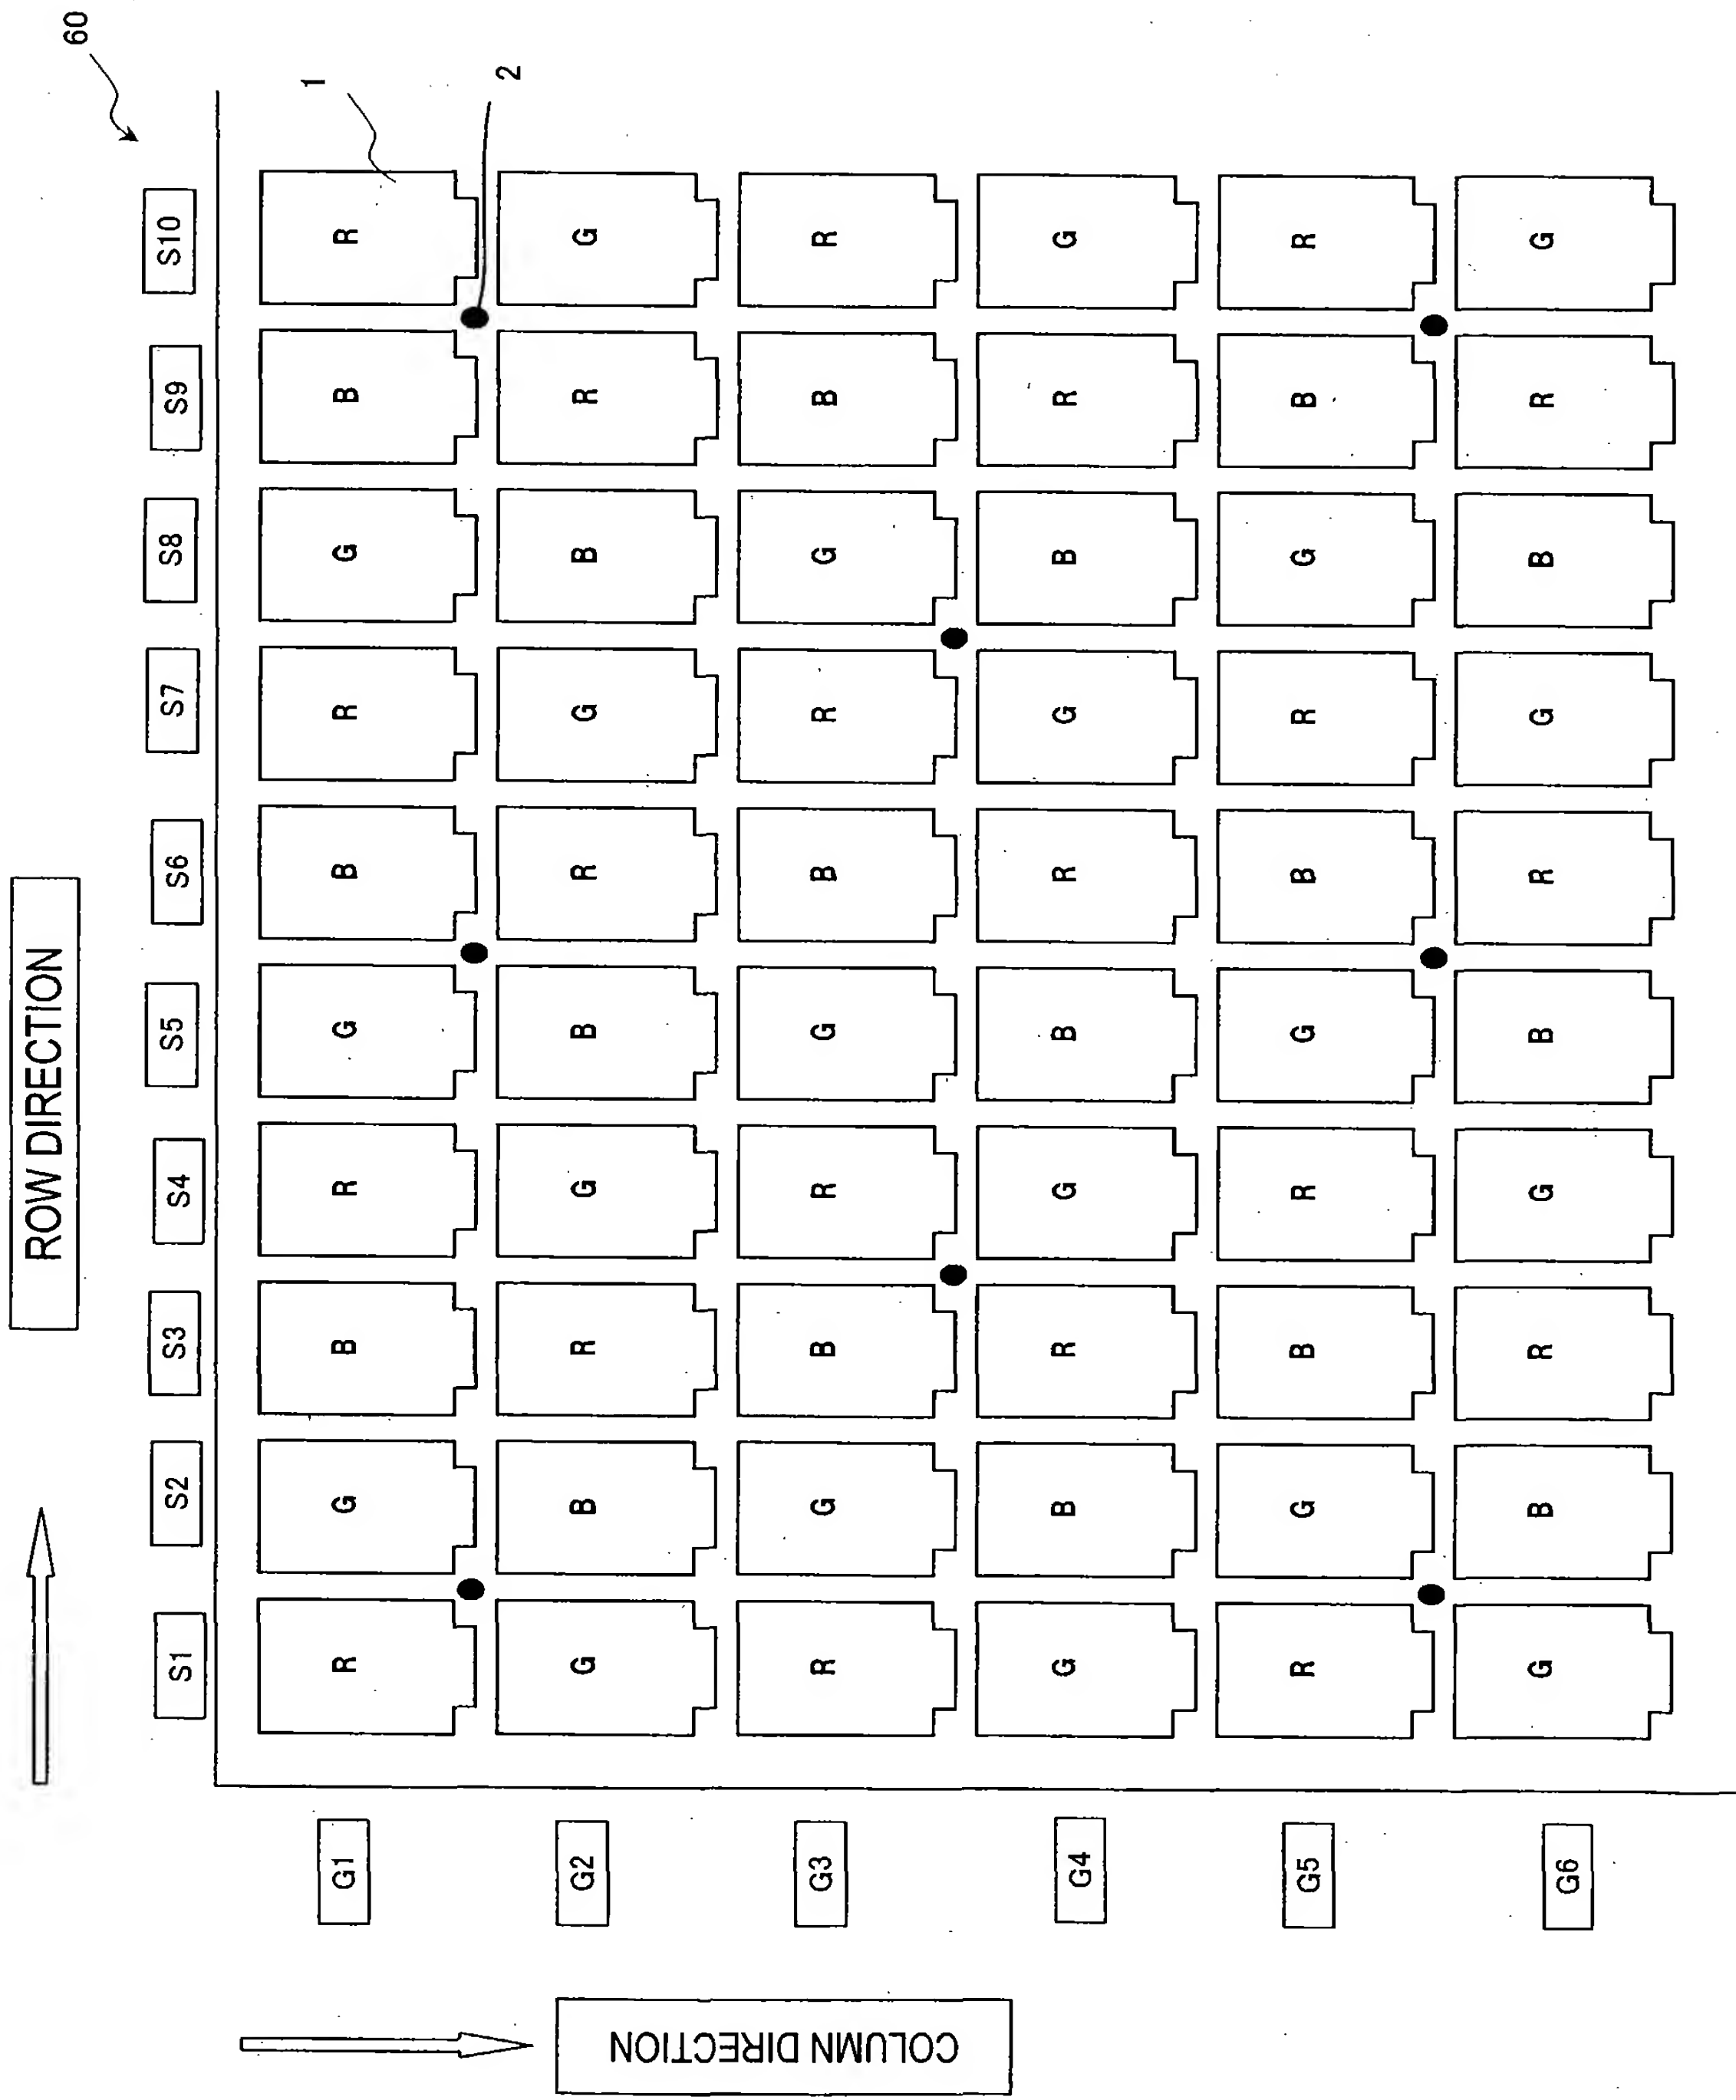 60
ROW DIRECTION
S1 S2 S3 S4 S5 S6 S7 S8 S9 S10
1
2
G1 R G B R G B R G B R
G2 G B R G B R G B R G
G3 R G B R G B R G B R
G4 G B R G B R G B R G
G5 R G B R G B R G B R
G6 G B R G B R G B R G
COLUMN DIRECTION